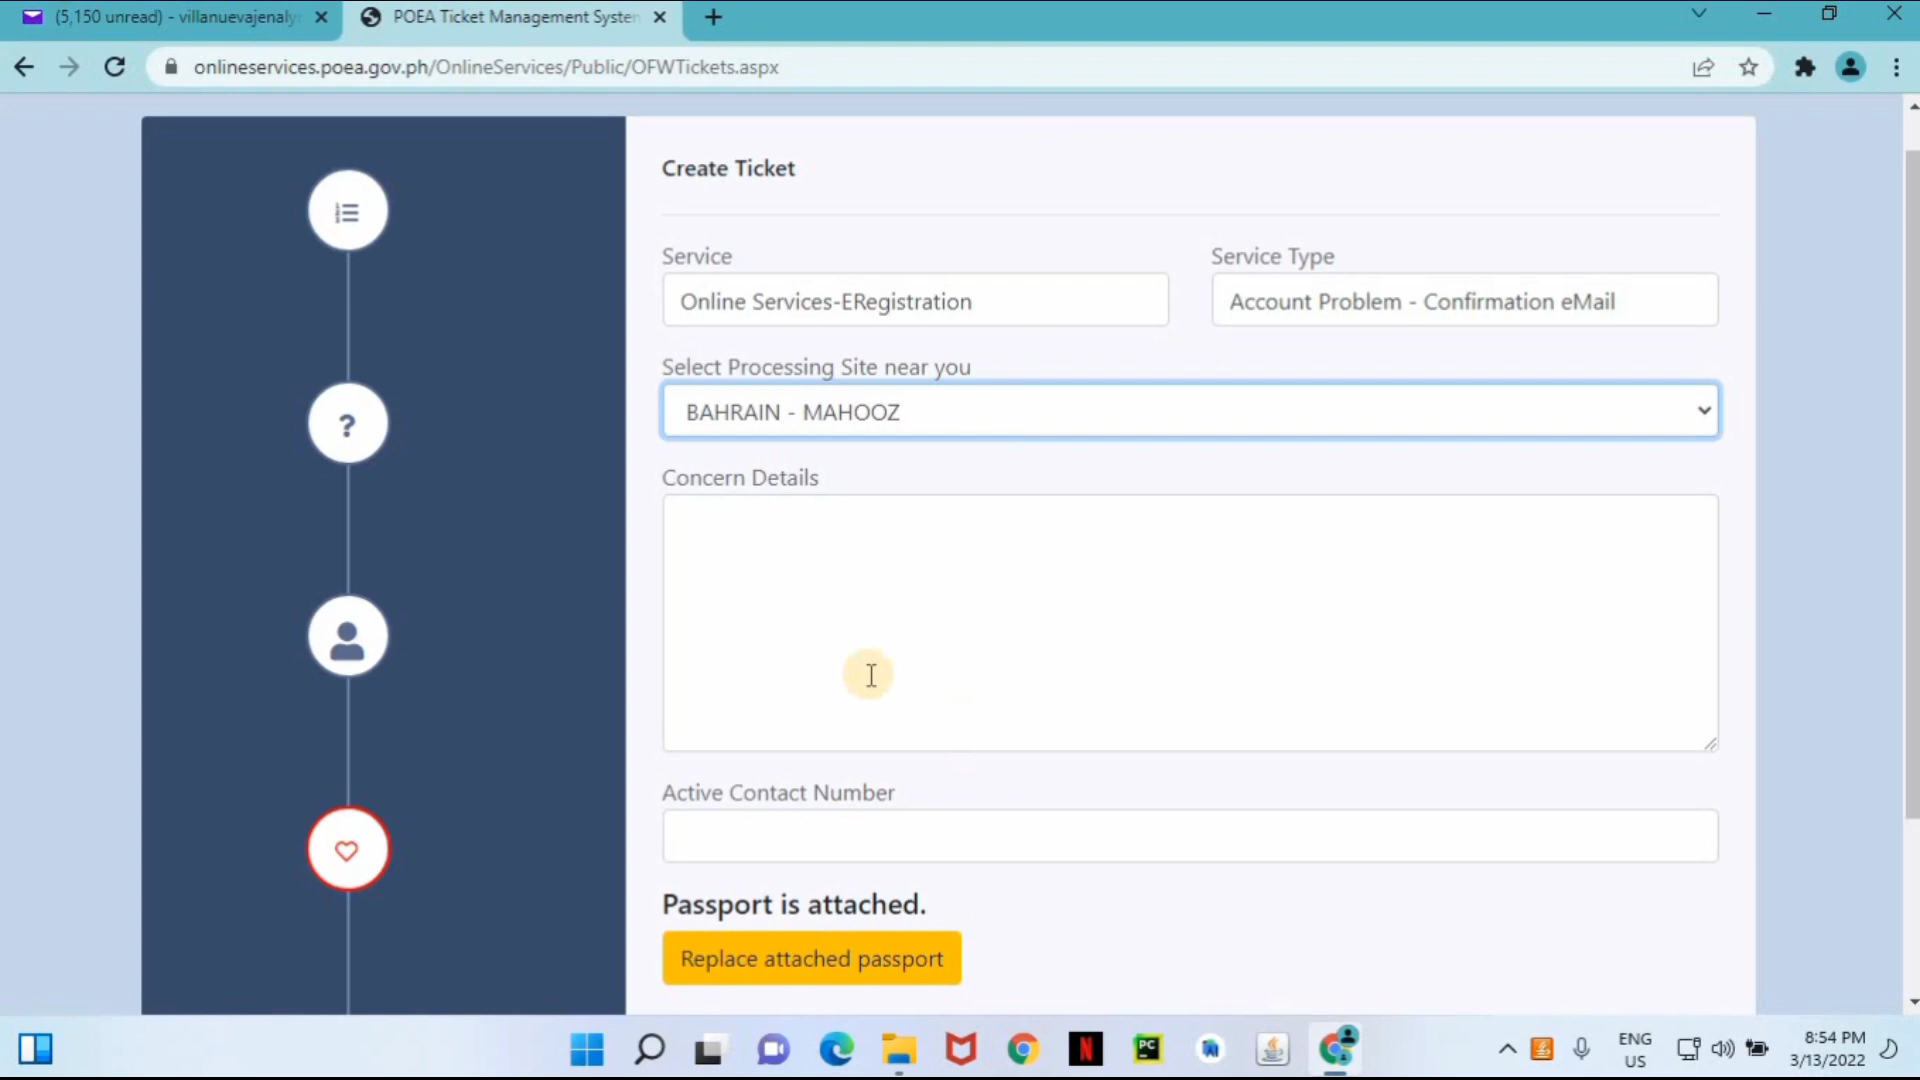 (5,150 unread) - villanuevajenaly
POEA Ticket Management System
onlineservices.poea.gov.ph/OnlineServices/Public/OFWTickets.aspx
Create Ticket
Service
Service Type
Online Services-ERegistration
Account Problem - Confirmation eMail
Select Processing Site near you
BAHRAIN - MAHOOZ
Concern Details
Active Contact Number
Passport is attached.
Replace attached passport
N
PC
ENG
US
8:54 PM
3/13/2022